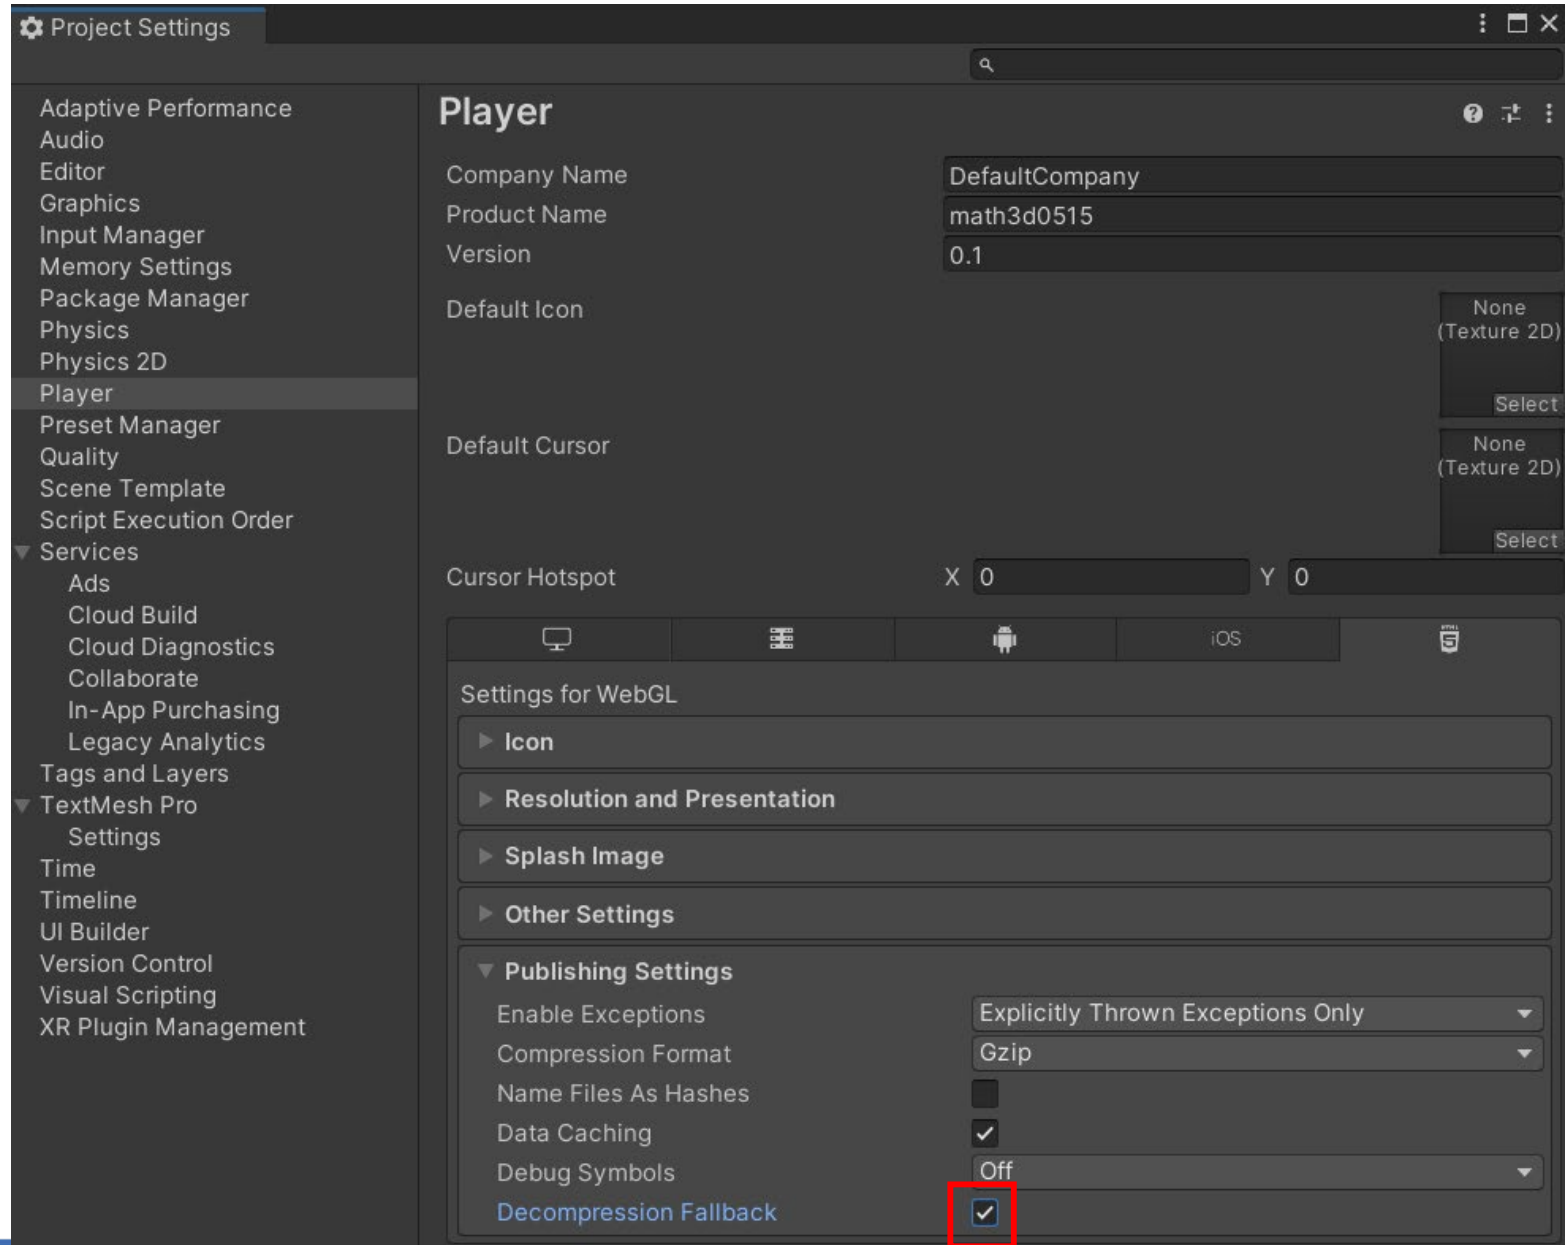 Project Settings
Adaptive Performance
Audio
Editor
Graphics
Input Manager
Memory Settings
Package Manager
Physics
Physics 2D
Player
Preset Manager
Quality
Scene Template
Script Execution Order
Services
Ads
Cloud Build
Cloud Diagnostics
Collaborate
In-App Purchasing
Legacy Analytics
Tags and Layers
TextMesh Pro
Settings
Time
Timeline
UI Builder
Version Control
Visual Scripting
XR Plugin Management
Player
Company Name DefaultCompany
Product Name math3d0515
Version 0.1
Default Icon
None
(Texture 2D)
Select
Default Cursor
None
(Texture 2D)
Select
Cursor Hotspot X 0 Y 0
iOS
HTML 5
Settings for WebGL
Icon
Resolution and Presentation
Splash Image
Other Settings
Publishing Settings
Enable Exceptions Explicitly Thrown Exceptions Only
Compression Format Gzip
Name Files As Hashes
Data Caching
Debug Symbols Off
Decompression Fallback